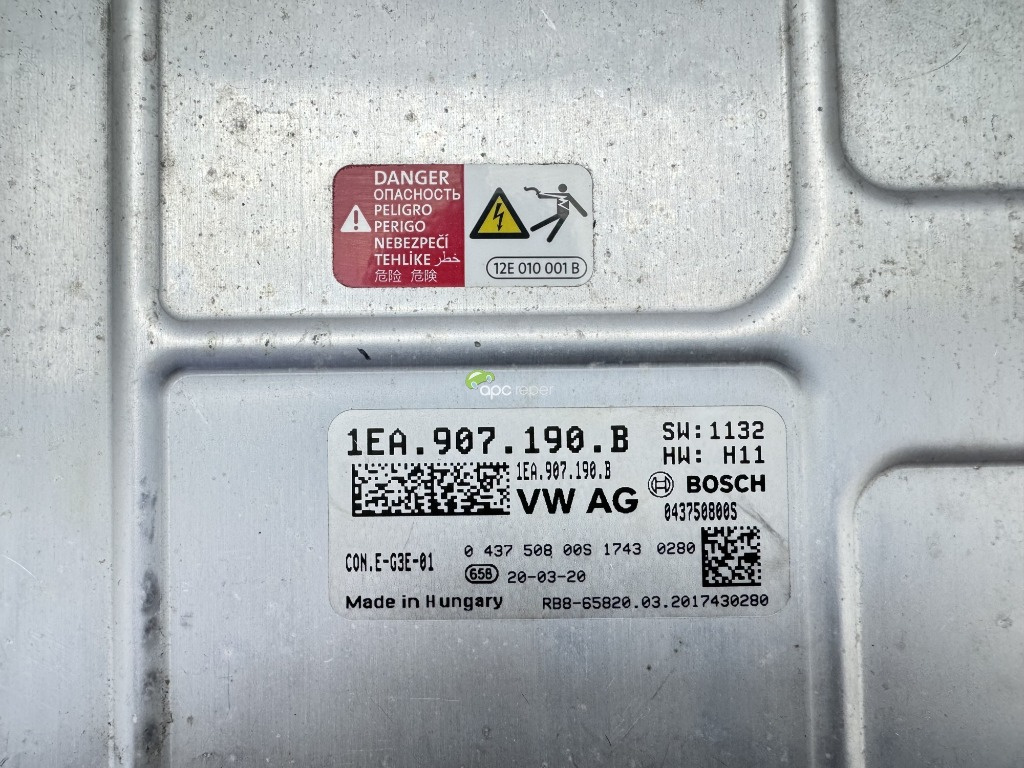 DANGER
ОПАСНОСТЬ
PELIGRO
PERIGO
NEBEZPEČÍ
TEHLİKE خطر
危险 危険
12E 010 001 B
apc reper
1EA.907.190.B
SW:1132
HW: H11
1EA.907.190.B
VW AG
BOSCH
043750800S
CON.E-G3E-01
0 437 508 00S 1743 0280
658 20-03-20
Made in Hungary
RB8-65820.03.2017430280